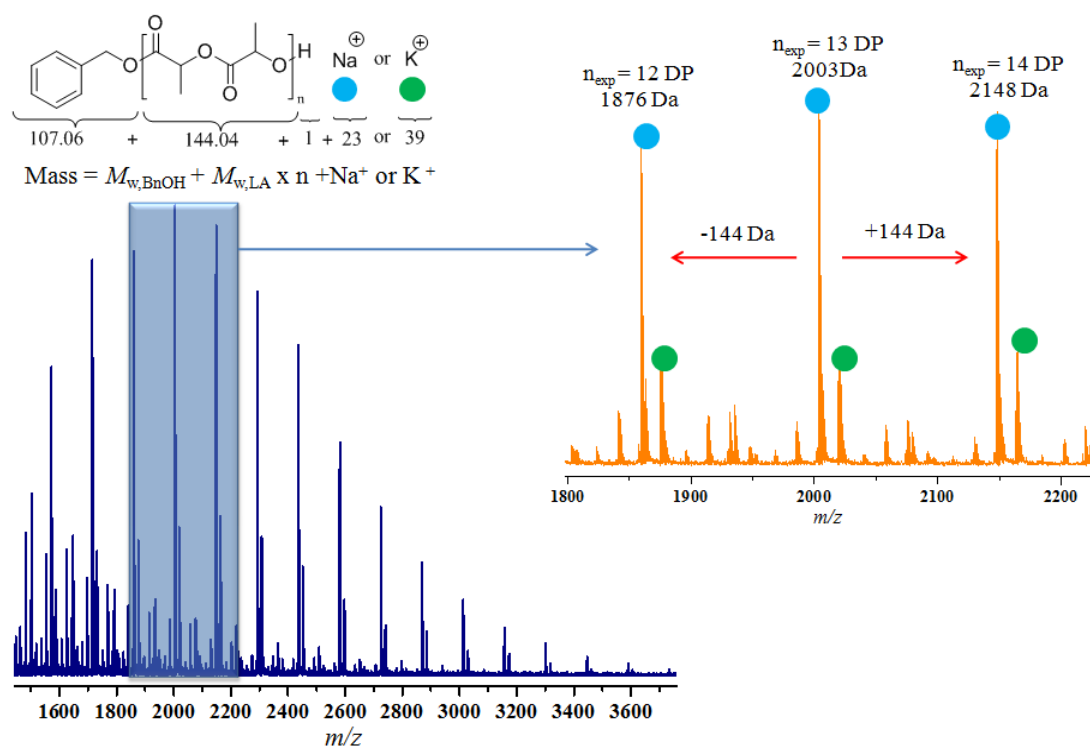 O
O
O
O
O
H
n
Na⊕ or K⊕
107.06 + 144.04 + 1 + 23 or 39
Mass = Mw,BnOH + Mw,LA x n +Na+ or K +
nexp = 12 DP
1876 Da
nexp = 13 DP
2003Da
nexp = 14 DP
2148 Da
-144 Da
+144 Da
1800 1900 2000 2100 2200
m/z
1600 1800 2000 2200 2400 2600 2800 3000 3200 3400 3600
m/z